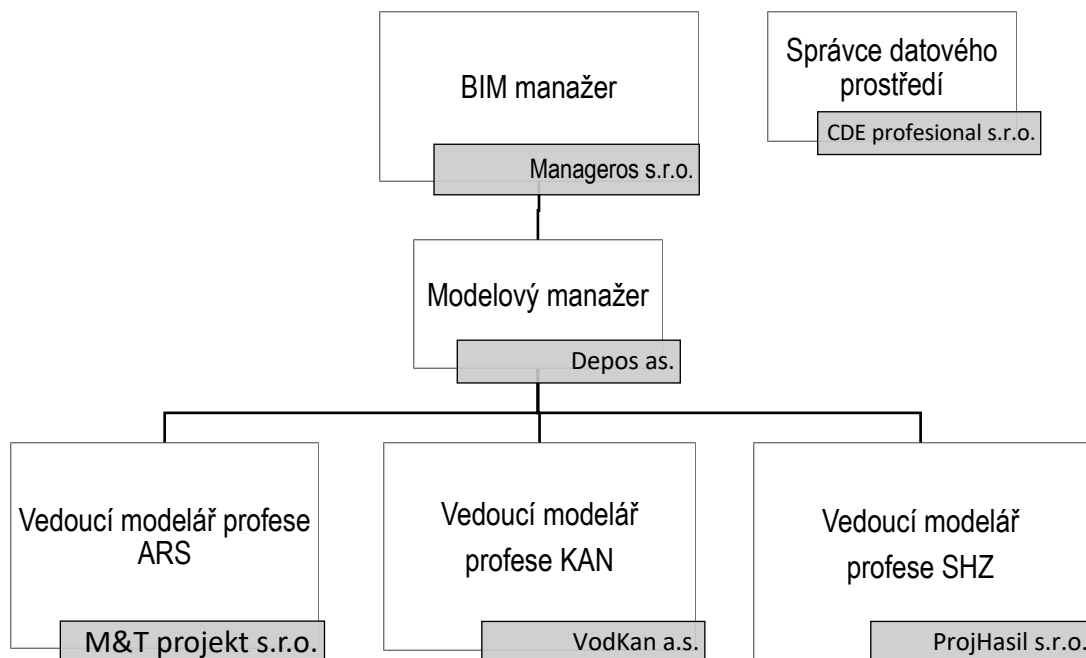 BIM manažer
Manageros s.r.o.
Správce datového
prostředí
CDE profesional s.r.o.
Modelový manažer
Depos as.
Vedoucí modelář profese
ARS
M&T projekt s.r.o.
Vedoucí modelář
profese KAN
VodKan a.s.
Vedoucí modelář
profese SHZ
ProjHasil s.r.o.